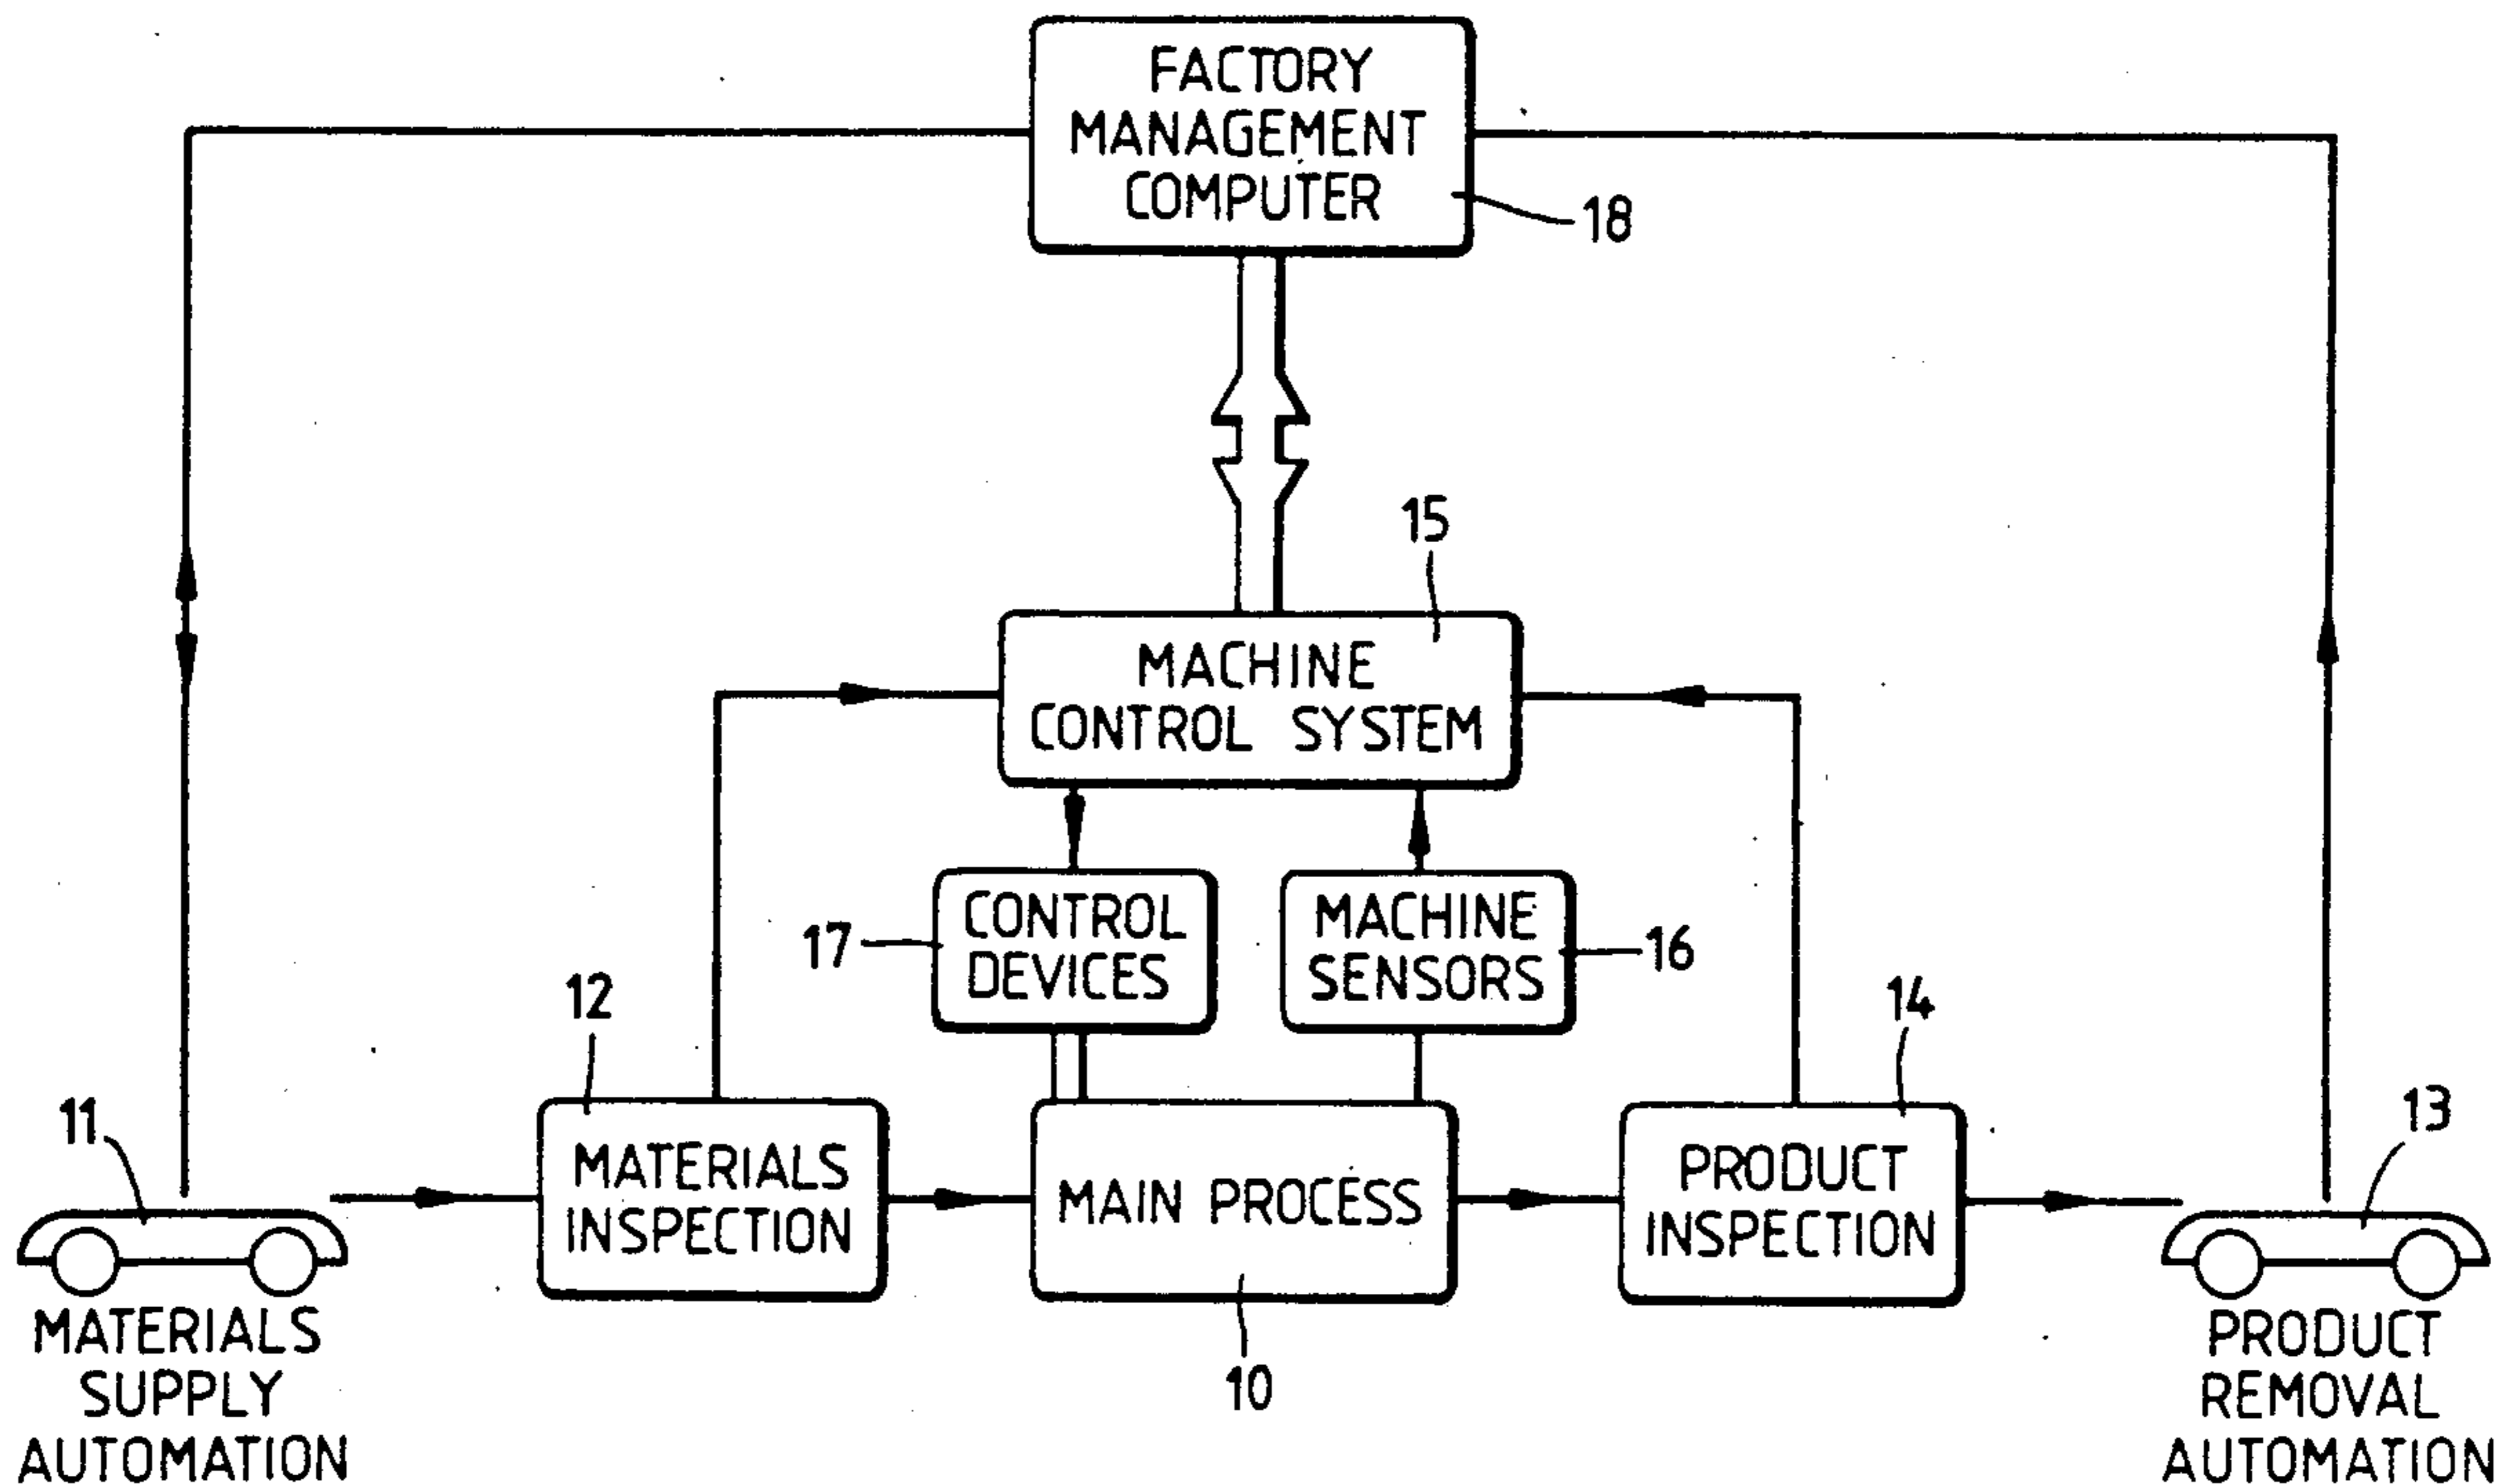 FACTORY
MANAGEMENT
COMPUTER
18
15
MACHINE
CONTROL SYSTEM
17
CONTROL
DEVICES
MACHINE
SENSORS
16
12
14
11
13
MATERIALS
INSPECTION
MAIN PROCESS
PRODUCT
INSPECTION
10
MATERIALS
SUPPLY
AUTOMATION
PRODUCT
REMOVAL
AUTOMATION